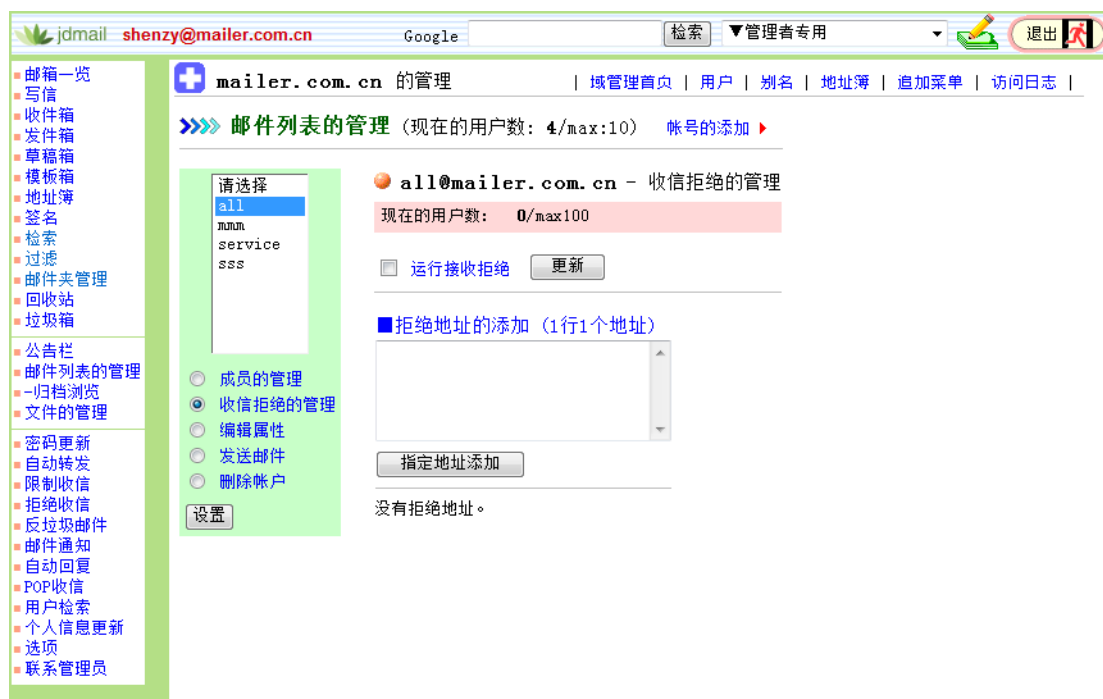 jdmail shenzy@mailer.com.cn Google 检索 ▼管理者专用 退出
邮箱一览
写信
收件箱
发件箱
草稿箱
模板箱
地址簿
签名
检索
过滤
邮件夹管理
回收站
垃圾箱
公告栏
邮件列表的管理
-归档浏览
文件的管理
密码更新
自动转发
限制收信
拒绝收信
反垃圾邮件
邮件通知
自动回复
POP收信
用户检索
个人信息更新
选项
联系管理员
mailer.com.cn 的管理 | 域管理首页 | 用户 | 别名 | 地址簿 | 追加菜单 | 访问日志 |
邮件列表的管理 (现在的用户数: 4/max:10) 帐号的添加
请选择
all
mmm
service
sss
成员的管理
收信拒绝的管理
编辑属性
发送邮件
删除帐户
设置
all@mailer.com.cn - 收信拒绝的管理
现在的用户数: 0/max100
运行接收拒绝 更新
■拒绝地址的添加 (1行1个地址)
指定地址添加
没有拒绝地址。